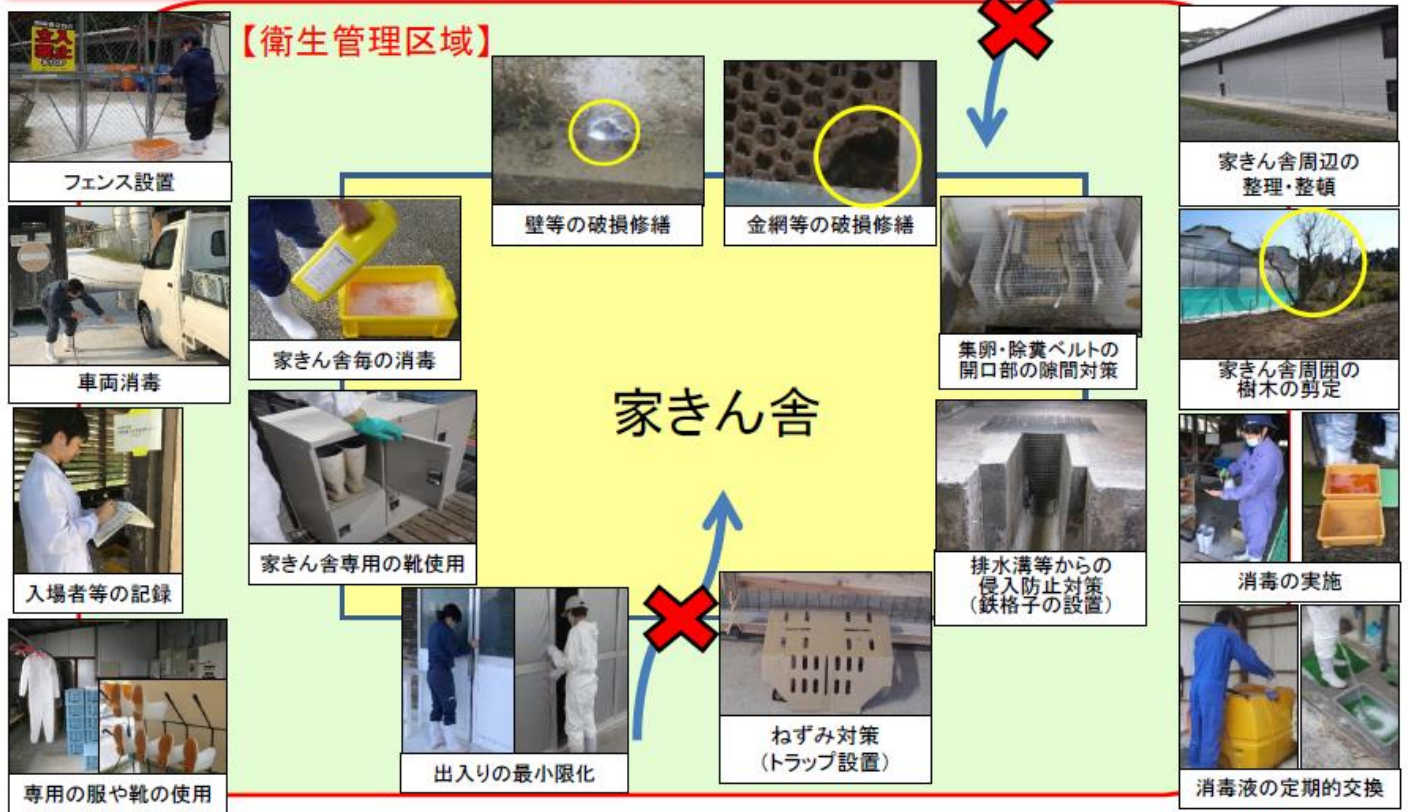 【衛生管理区域】
立入
禁止
フェンス設置
車両消毒
入場者等の記録
専用の服や靴の使用
壁等の破損修繕
金網等の破損修繕
家きん舎毎の消毒
家きん舎専用の靴使用
家きん舎
集卵・除糞ベルトの
開口部の隙間対策
排水溝等からの
侵入防止対策
(鉄格子の設置)
出入りの最小限化
ねずみ対策
(トラップ設置)
家きん舎周辺の
整理・整頓
家きん舎周囲の
樹木の剪定
消毒の実施
消毒液の定期的交換